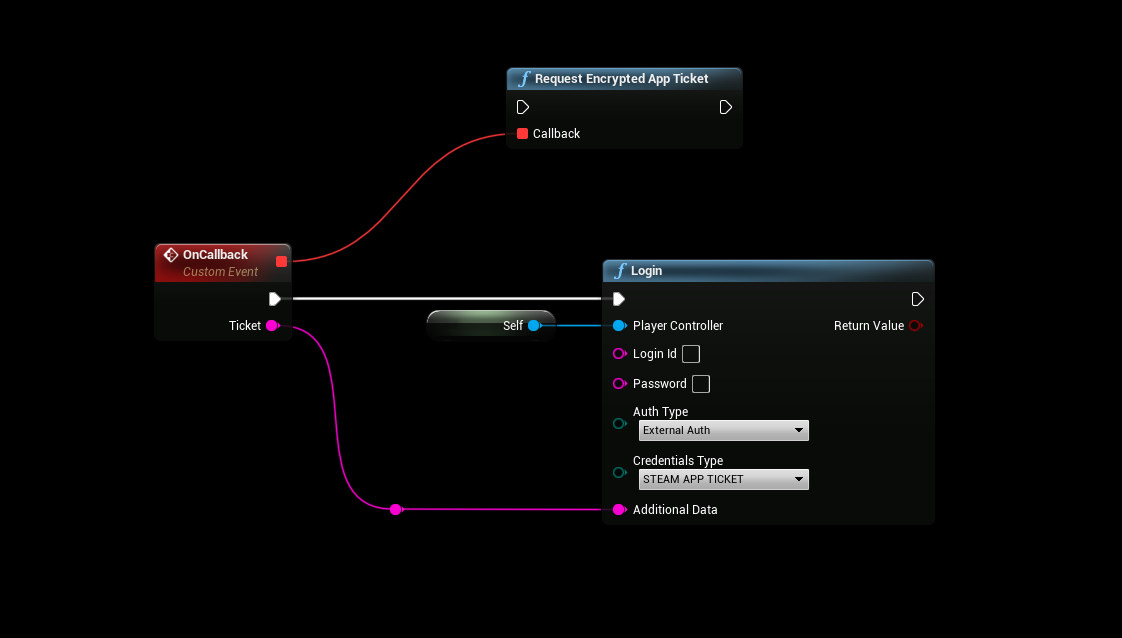 Request Encrypted App Ticket
Callback
OnCallback
Custom Event
Ticket
Self
Login
Player Controller
Return Value
Login Id
Password
Auth Type
External Auth
Credentials Type
STEAM APP TICKET
Additional Data